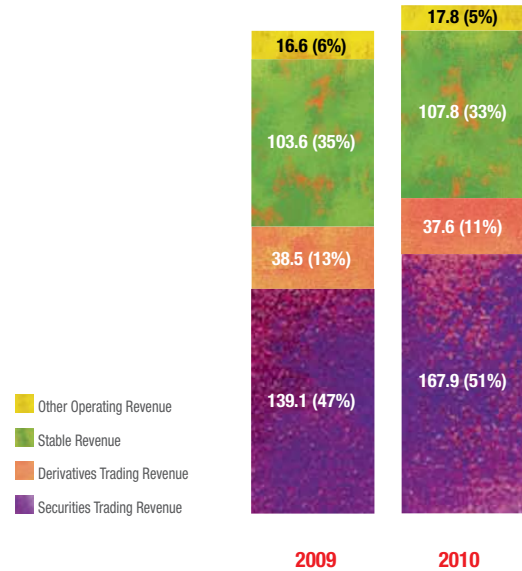 17.8 (5%)
16.6 (6%)
107.8 (33%)
103.6 (35%)
37.6 (11%)
38.5 (13%)
167.9 (51%)
139.1 (47%)
Other Operating Revenue
Stable Revenue
Derivatives Trading Revenue
Securities Trading Revenue
2009 2010